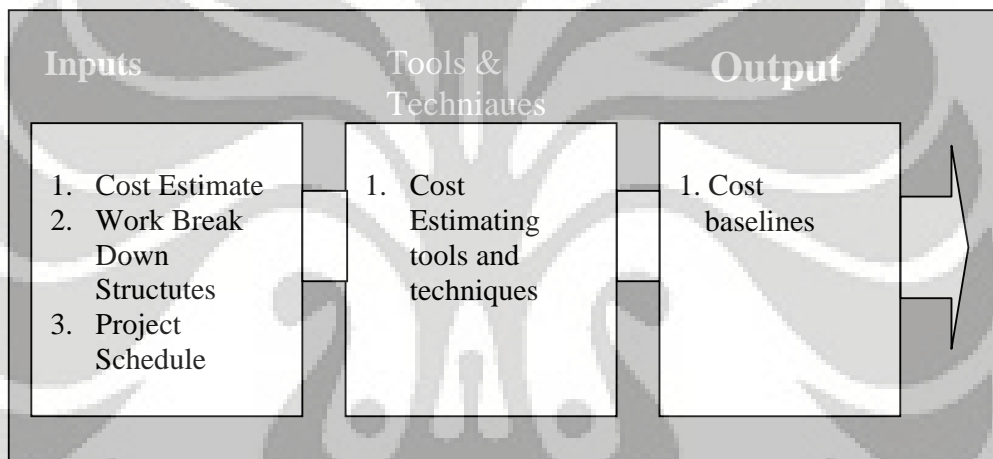 Inputs
Tools &
Techniaues
Output
1. Cost Estimate
2. Work Break
Down
Structutes
3. Project
Schedule
1. Cost
Estimating
tools and
techniques
1. Cost
baselines